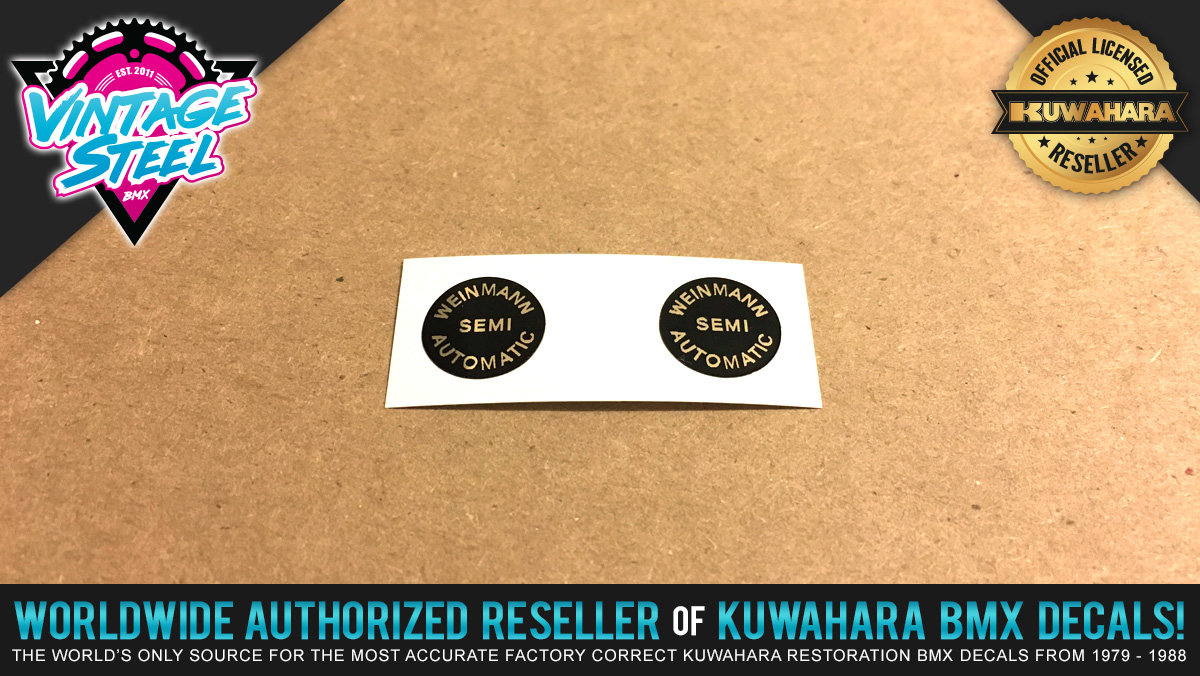 EST. 2011
VINTAGE
STEEL
BMX
OFFICIAL LICENSED
KUWAHARA
RESELLER
WEINMANN
SEMI
AUTOMATIC
WEINMANN
SEMI
AUTOMATIC
WORLDWIDE AUTHORIZED RESELLER OF KUWAHARA BMX DECALS!
THE WORLD'S ONLY SOURCE FOR THE MOST ACCURATE FACTORY CORRECT KUWAHARA RESTORATION BMX DECALS FROM 1979 - 1988